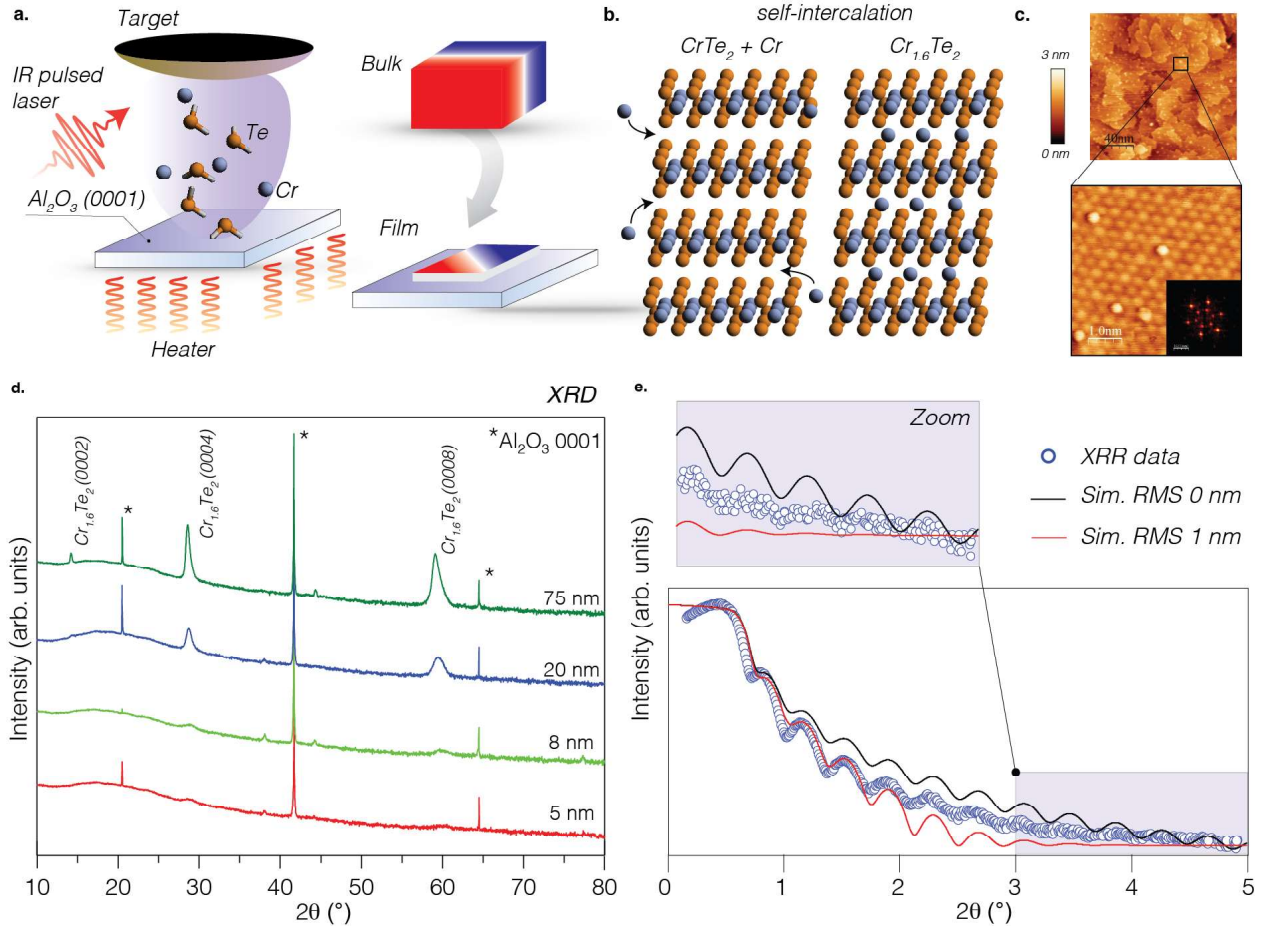 a.
Target
IR pulsed
laser
Te
Cr
Al2O3 (0001)
Heater
Bulk
Film
b.
self-intercalation
CrTe2 + Cr
Cr1.6Te2
c.
3 nm
0 nm
40nm
1.0nm
d.
XRD
*Al2O3 0001
Cr1.6Te2(0002)
*
Cr1.6Te2(0004)
*
Cr1.6Te2(0008)
*
75 nm
20 nm
8 nm
5 nm
Intensity (arb. units)
10 20 30 40 50 60 70 80
2θ (°)
e.
Zoom
XRR data
Sim. RMS 0 nm
Sim. RMS 1 nm
Intensity (arb. units)
0 1 2 3 4 5
2θ (°)